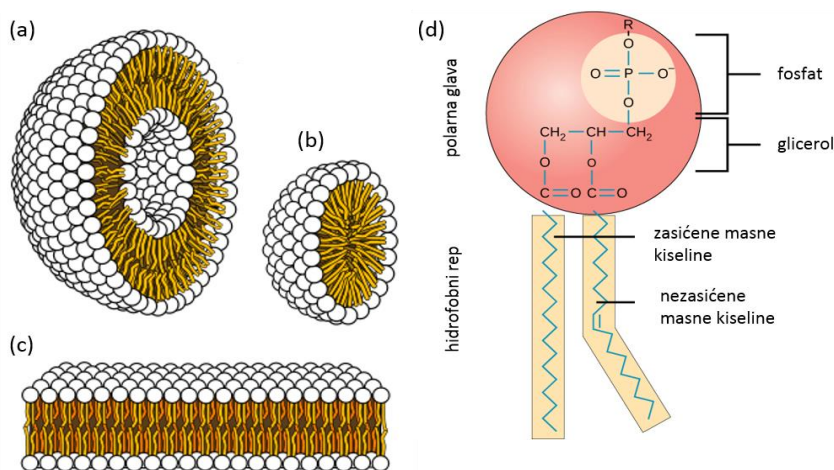 (a)
(b)
(c)
(d)
polarna glava
hidrofobni rep
R
O
O=P–O⁻
O
CH₂–CH–CH₂
O O
C=O C=O
fosfat
glicerol
zasićene masne
kiseline
nezasićene
masne kiseline